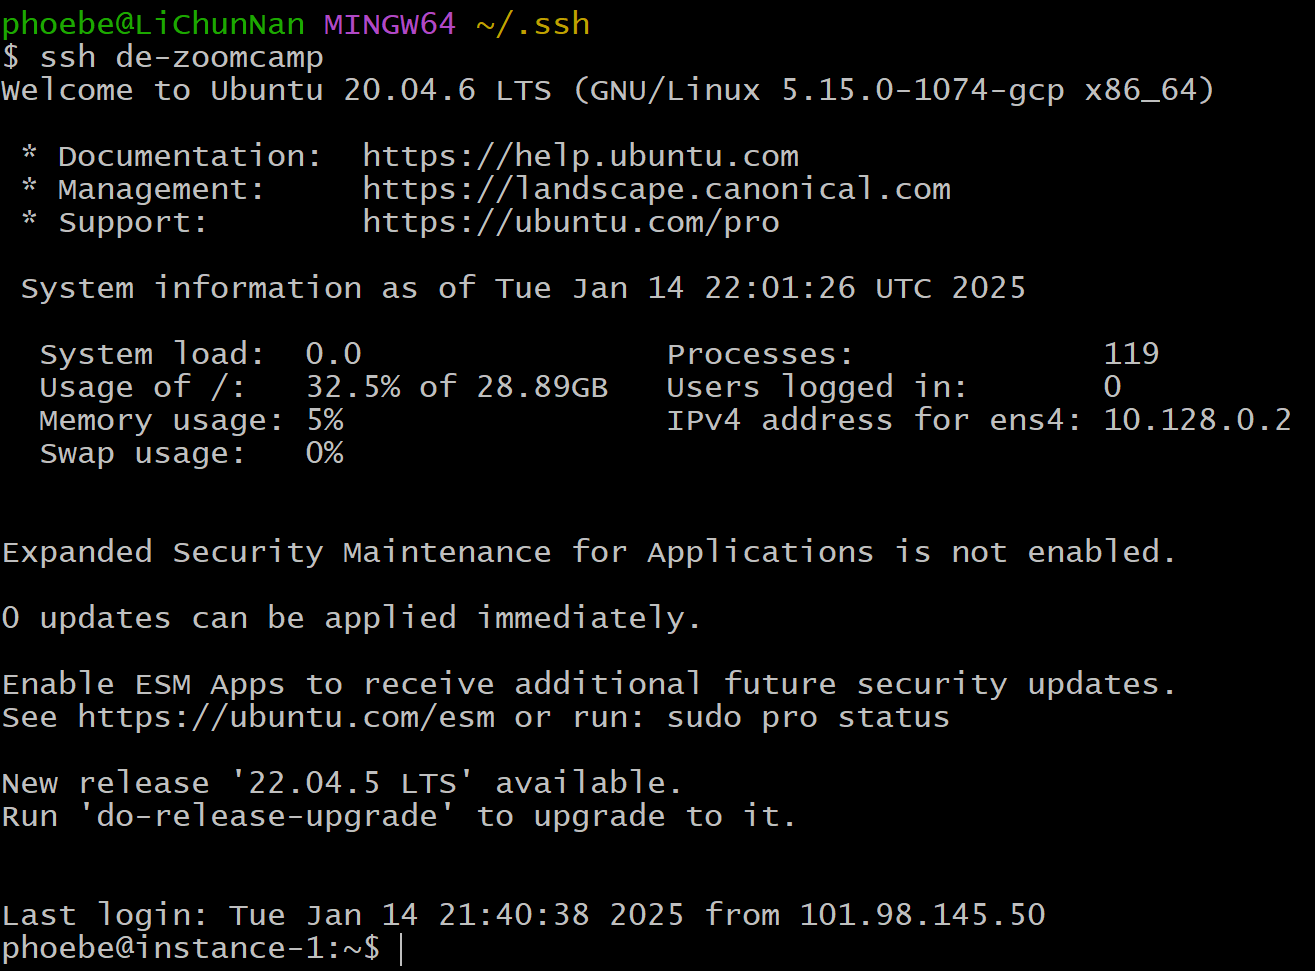 phoebe@LiChunNan MINGW64 ~/.ssh
$ ssh de-zoomcamp
Welcome to Ubuntu 20.04.6 LTS (GNU/Linux 5.15.0-1074-gcp x86_64)
* Documentation:  https://help.ubuntu.com
* Management:     https://landscape.canonical.com
* Support:        https://ubuntu.com/pro
System information as of Tue Jan 14 22:01:26 UTC 2025
System load:  0.0                Processes:             119
Usage of /:   32.5% of 28.89GB   Users logged in:       0
Memory usage: 5%                 IPv4 address for ens4: 10.128.0.2
Swap usage:   0%
Expanded Security Maintenance for Applications is not enabled.
0 updates can be applied immediately.
Enable ESM Apps to receive additional future security updates.
See https://ubuntu.com/esm or run: sudo pro status
New release '22.04.5 LTS' available.
Run 'do-release-upgrade' to upgrade to it.
Last login: Tue Jan 14 21:40:38 2025 from 101.98.145.50
phoebe@instance-1:~$